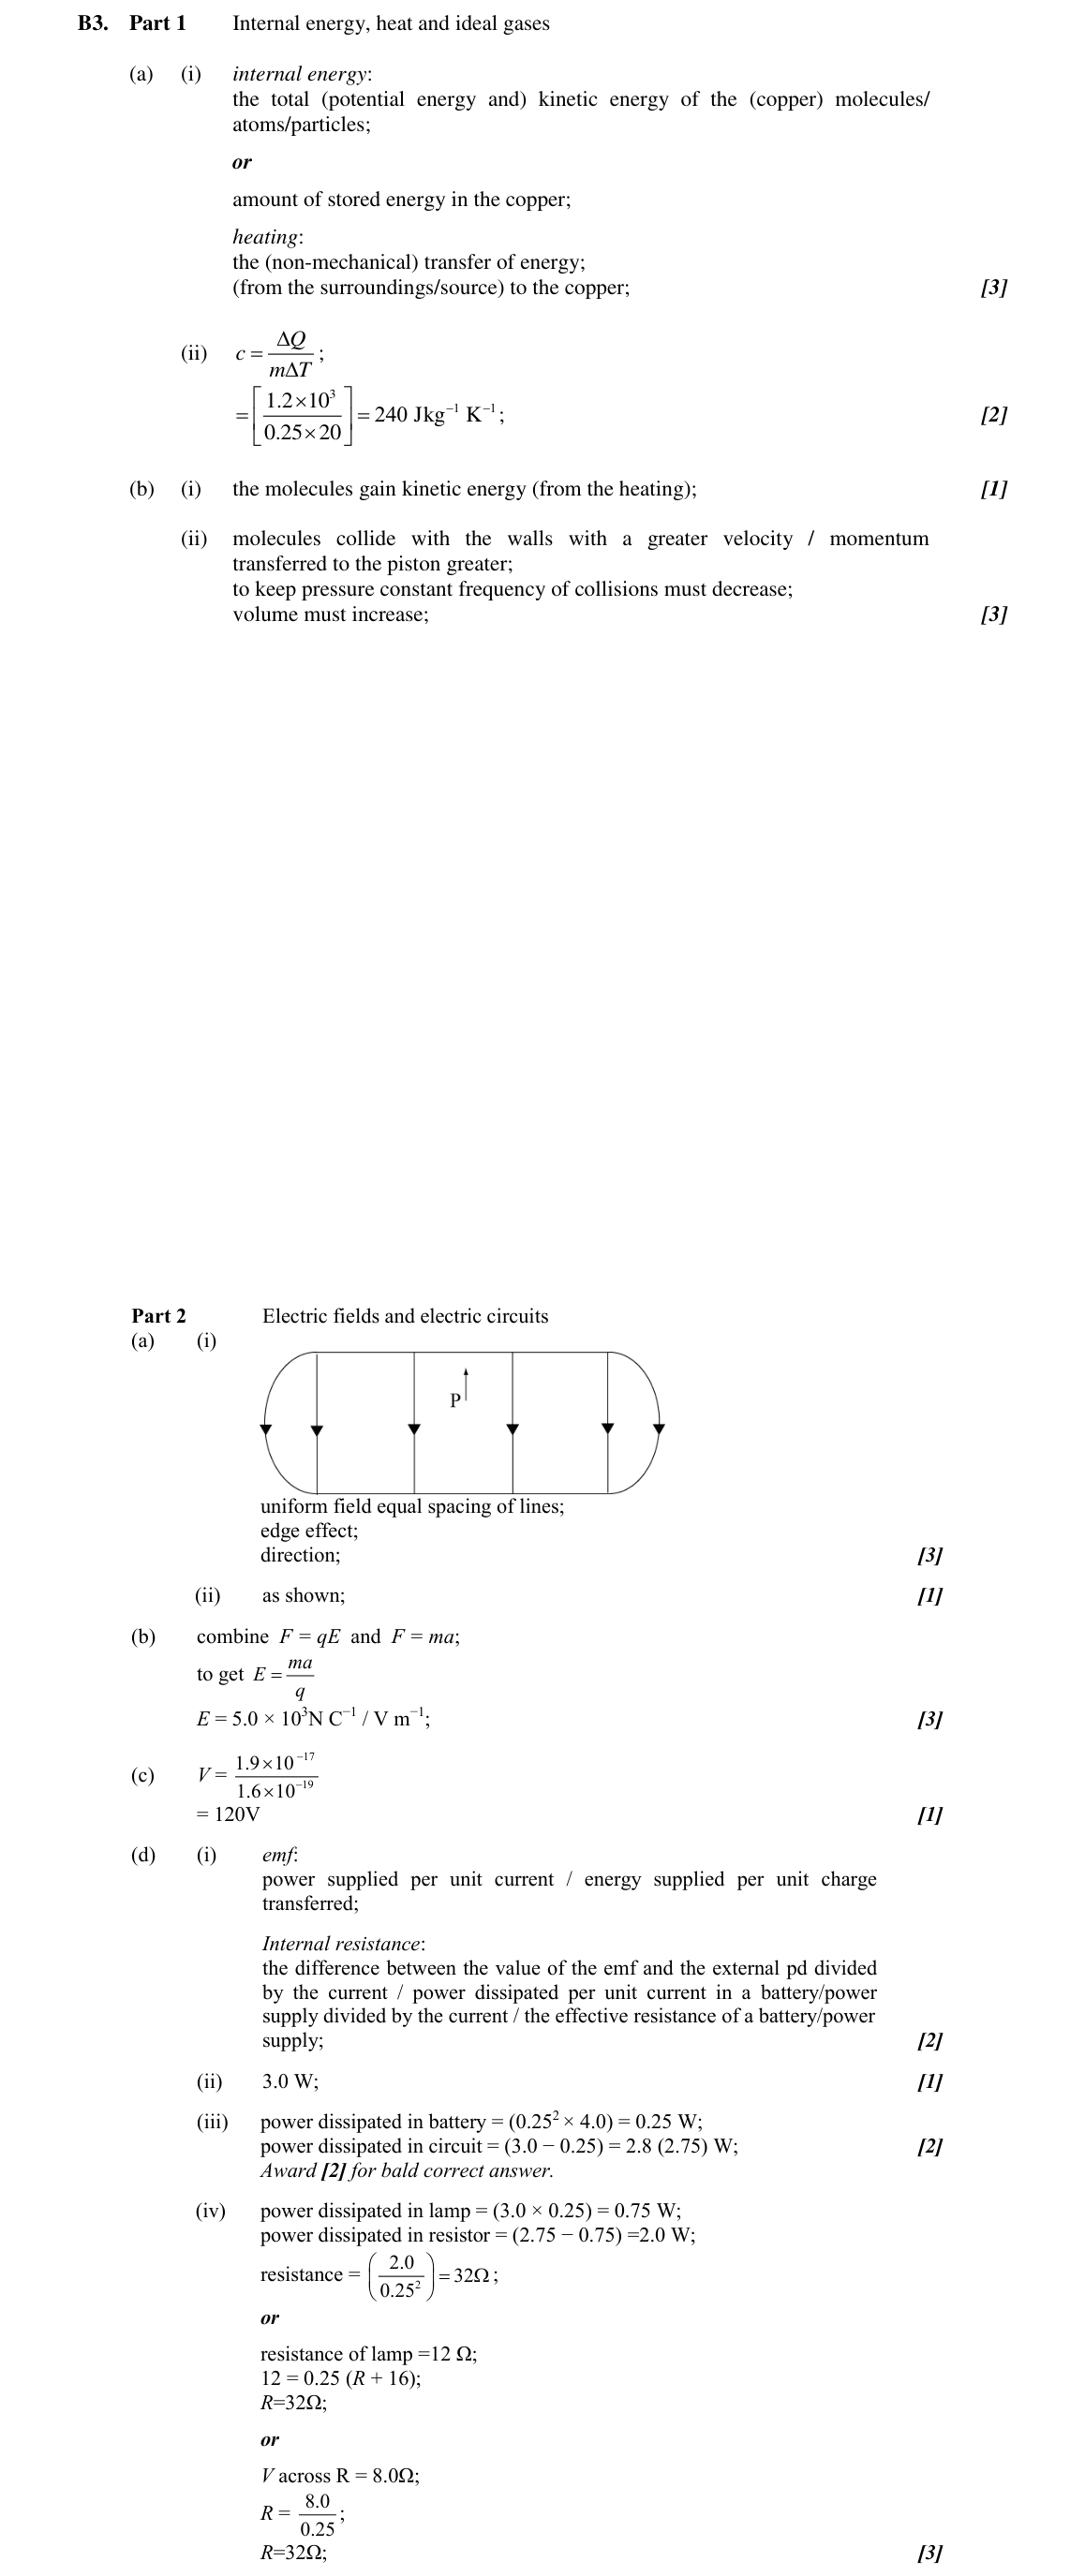 B3. Part 1 Internal energy, heat and ideal gases
(a) (i) internal energy:
the total (potential energy and) kinetic energy of the (copper) molecules/
atoms/particles;
or
amount of stored energy in the copper;
heating:
the (non-mechanical) transfer of energy;
(from the surroundings/source) to the copper; [3]
(ii) c = ΔQ/mΔT ;
= [1.2×10³/0.25×20] = 240 Jkg⁻¹ K⁻¹; [2]
(b) (i) the molecules gain kinetic energy (from the heating); [1]
(ii) molecules collide with the walls with a greater velocity / momentum
transferred to the piston greater;
to keep pressure constant frequency of collisions must decrease;
volume must increase; [3]
Part 2 Electric fields and electric circuits
(a) (i)
P
uniform field equal spacing of lines;
edge effect;
direction; [3]
(ii) as shown; [1]
(b) combine F = qE and F = ma;
to get E = ma/q
E = 5.0 × 10³N C⁻¹ / V m⁻¹; [3]
(c) V = 1.9×10⁻¹⁷/1.6×10⁻¹⁹
= 120V [1]
(d) (i) emf:
power supplied per unit current / energy supplied per unit charge
transferred;
Internal resistance:
the difference between the value of the emf and the external pd divided
by the current / power dissipated per unit current in a battery/power
supply divided by the current / the effective resistance of a battery/power
supply; [2]
(ii) 3.0 W; [1]
(iii) power dissipated in battery = (0.25² × 4.0) = 0.25 W;
power dissipated in circuit = (3.0 − 0.25) = 2.8 (2.75) W; [2]
Award [2] for bald correct answer.
(iv) power dissipated in lamp = (3.0 × 0.25) = 0.75 W;
power dissipated in resistor = (2.75 − 0.75) =2.0 W;
resistance = (2.0/0.25²) = 32Ω ;
or
resistance of lamp =12 Ω;
12 = 0.25 (R + 16);
R=32Ω;
or
V across R = 8.0Ω;
R = 8.0/0.25 ;
R=32Ω; [3]